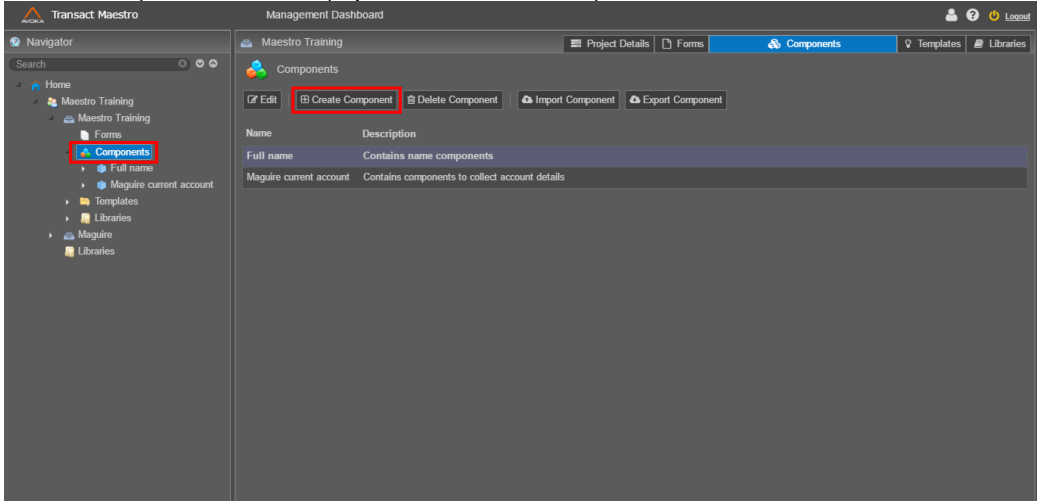 AVOKA Transact Maestro Management Dashboard Logout
Navigator
Search
Home
Maestro Training
Maestro Training
Forms
Components
Full name
Maguire current account
Templates
Libraries
Maguire
Libraries
Maestro Training Project Details Forms Components Templates Libraries
Components
Edit Create Component Delete Component Import Component Export Component
Name Description
Full name Contains name components
Maguire current account Contains components to collect account details